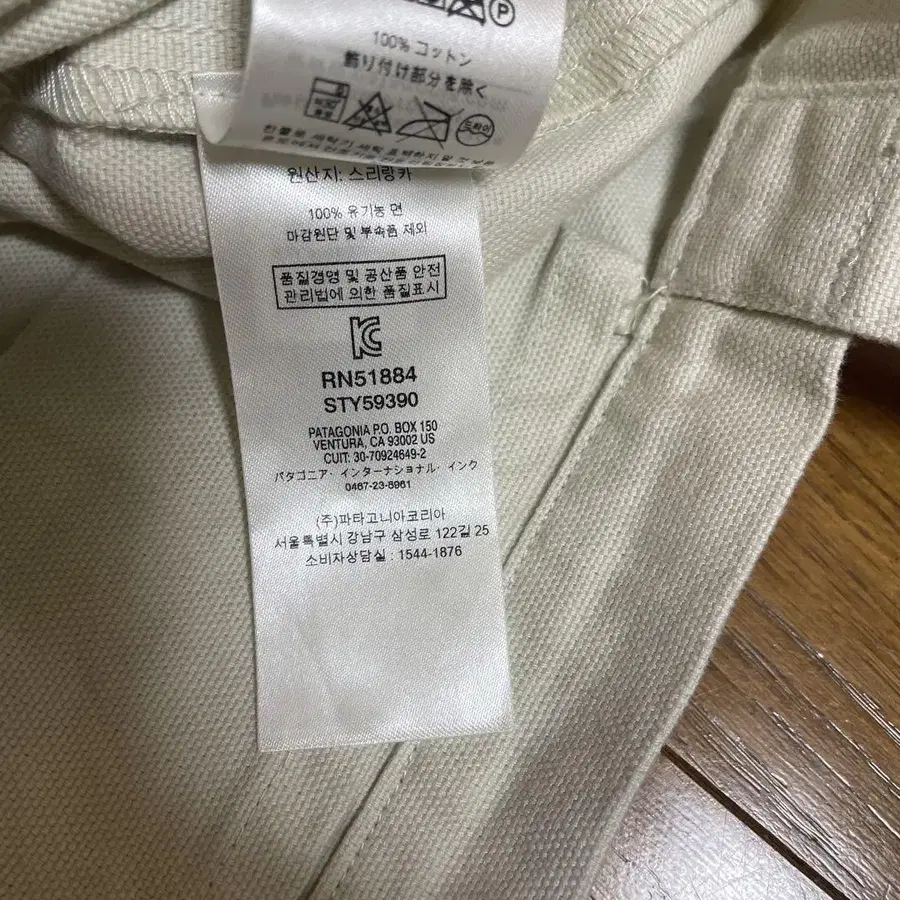 P
100% コットン
飾り付け部分を除く
드라이
원산지: 스리랑카
100% 유기농 면
마감원단 및 부속품 제외
품질경영 및 공산품 안전
관리법에 의한 품질표시
RN51884
STY59390
PATAGONIA P.O. BOX 150
VENTURA, CA 93002 US
CUIT: 30-70924649-2
パタゴニア・インターナショナル・インク
0467-23-8961
(주)파타고니아코리아
서울특별시 강남구 삼성로 122길 25
소비자상담실 : 1544-1876